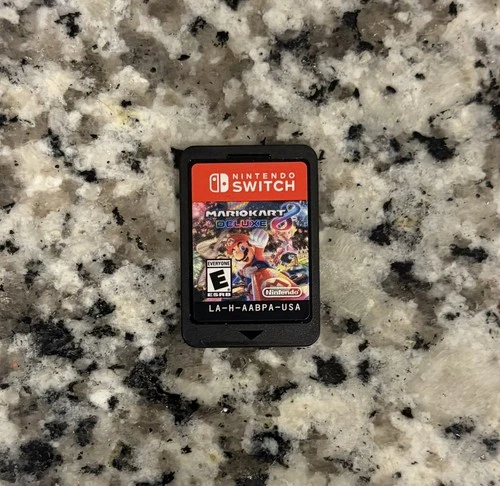 NINTENDO
SWITCH
MARIOKART 8
DELUXE
EVERYONE
E
ESRB
Nintendo
LA-H-AABPA-USA